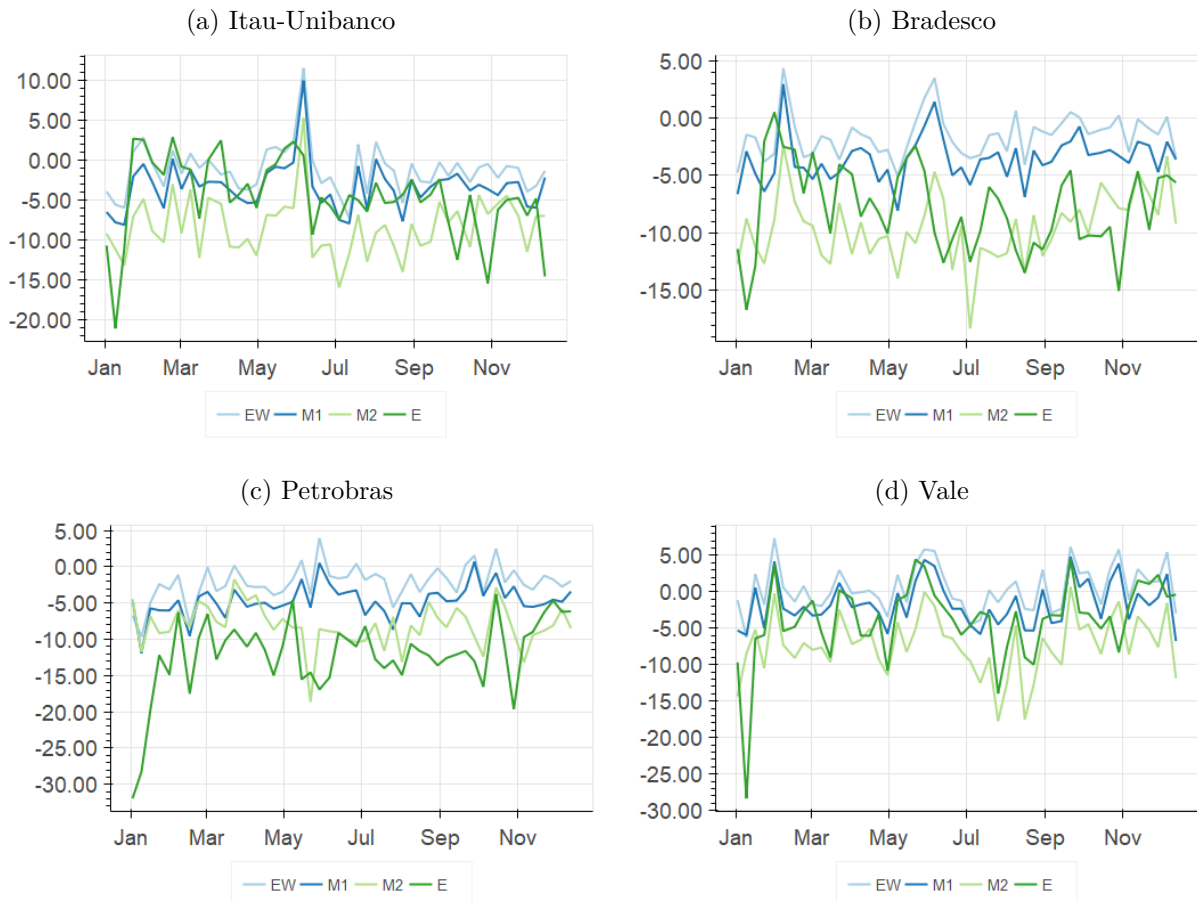 (a) Itau-Unibanco
10.00
5.00
0.00
-5.00
-10.00
-15.00
-20.00
Jan Mar May Jul Sep Nov
EW M1 M2 E
(b) Bradesco
5.00
0.00
-5.00
-10.00
-15.00
Jan Mar May Jul Sep Nov
EW M1 M2 E
(c) Petrobras
5.00
0.00
-5.00
-10.00
-15.00
-20.00
-25.00
-30.00
Jan Mar May Jul Sep Nov
EW M1 M2 E
(d) Vale
5.00
0.00
-5.00
-10.00
-15.00
-20.00
-25.00
-30.00
Jan Mar May Jul Sep Nov
EW M1 M2 E